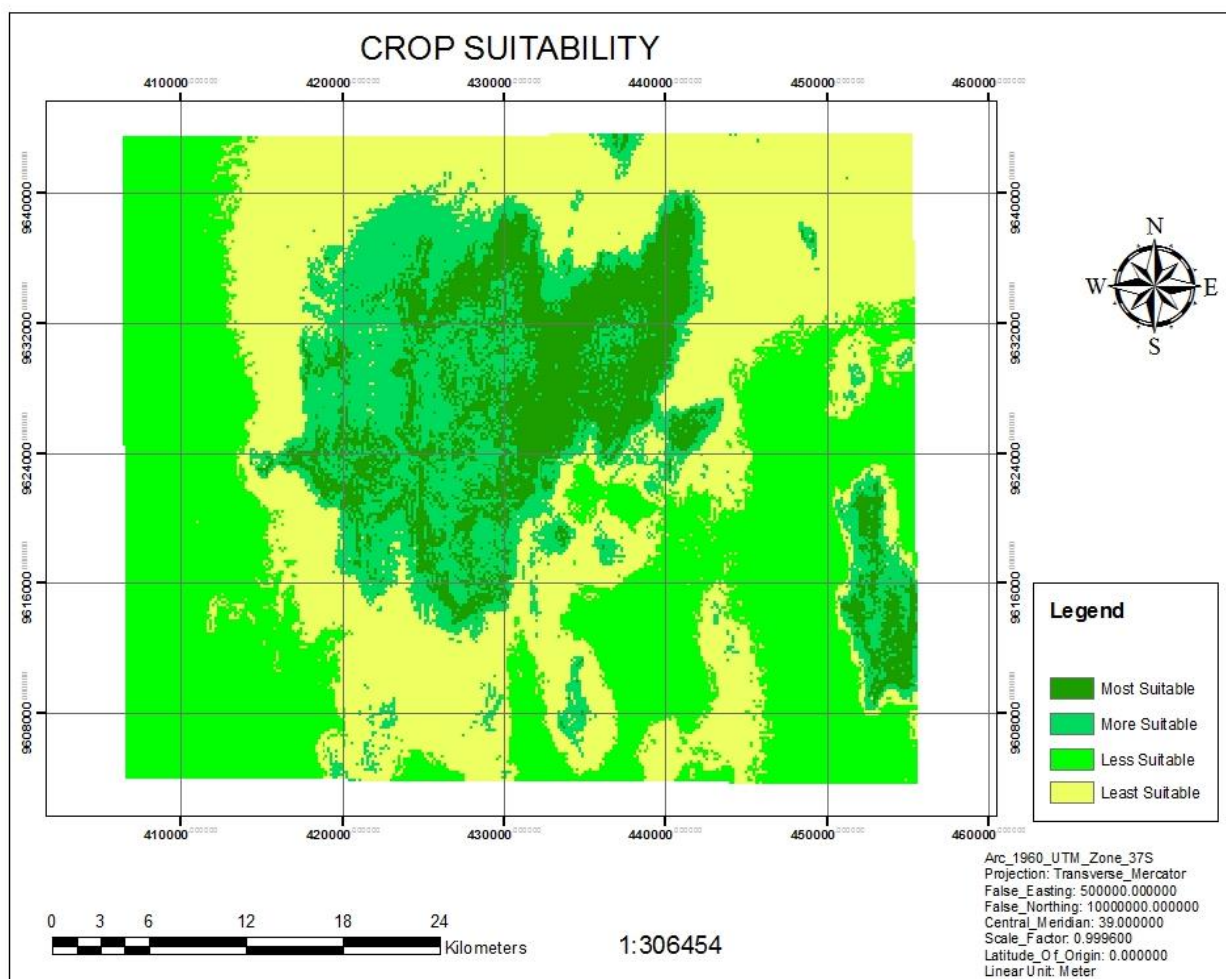 CROP SUITABILITY
410000 420000 430000 440000 450000 460000
9640000 9640000
9632000 9632000
9624000 9624000
9616000 9616000
9608000 9608000
410000 420000 430000 440000 450000 460000
N
W E
S
Legend
Most Suitable
More Suitable
Less Suitable
Least Suitable
0 3 6 12 18 24
Kilometers
1:306454
Arc_1960_UTM_Zone_37S
Projection: Transverse_Mercator
False_Easting: 500000.000000
False_Northing: 10000000.000000
Central_Meridian: 39.000000
Scale_Factor: 0.999600
Latitude_Of_Origin: 0.000000
Linear Unit: Meter